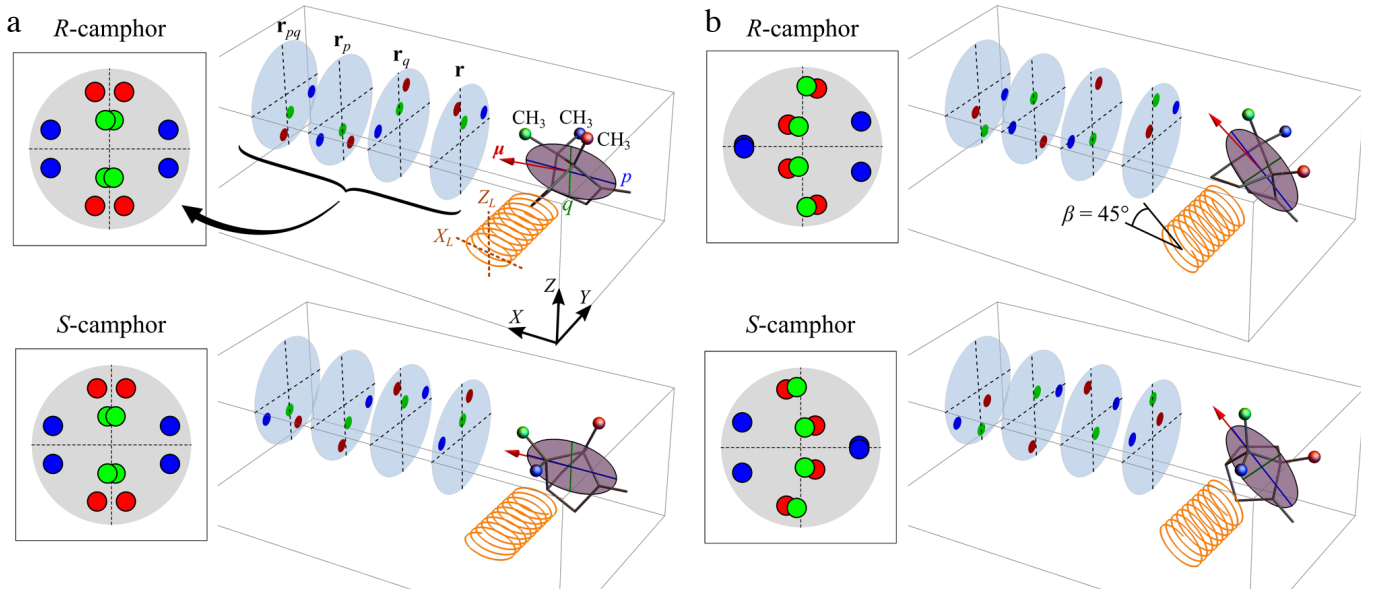 a
R-camphor
r_pq
r_p
r_q
r
CH₃
CH₃
CH₃
μ
p
q
Z_L
X_L
Z
Y
X
S-camphor
b
R-camphor
β = 45°
S-camphor